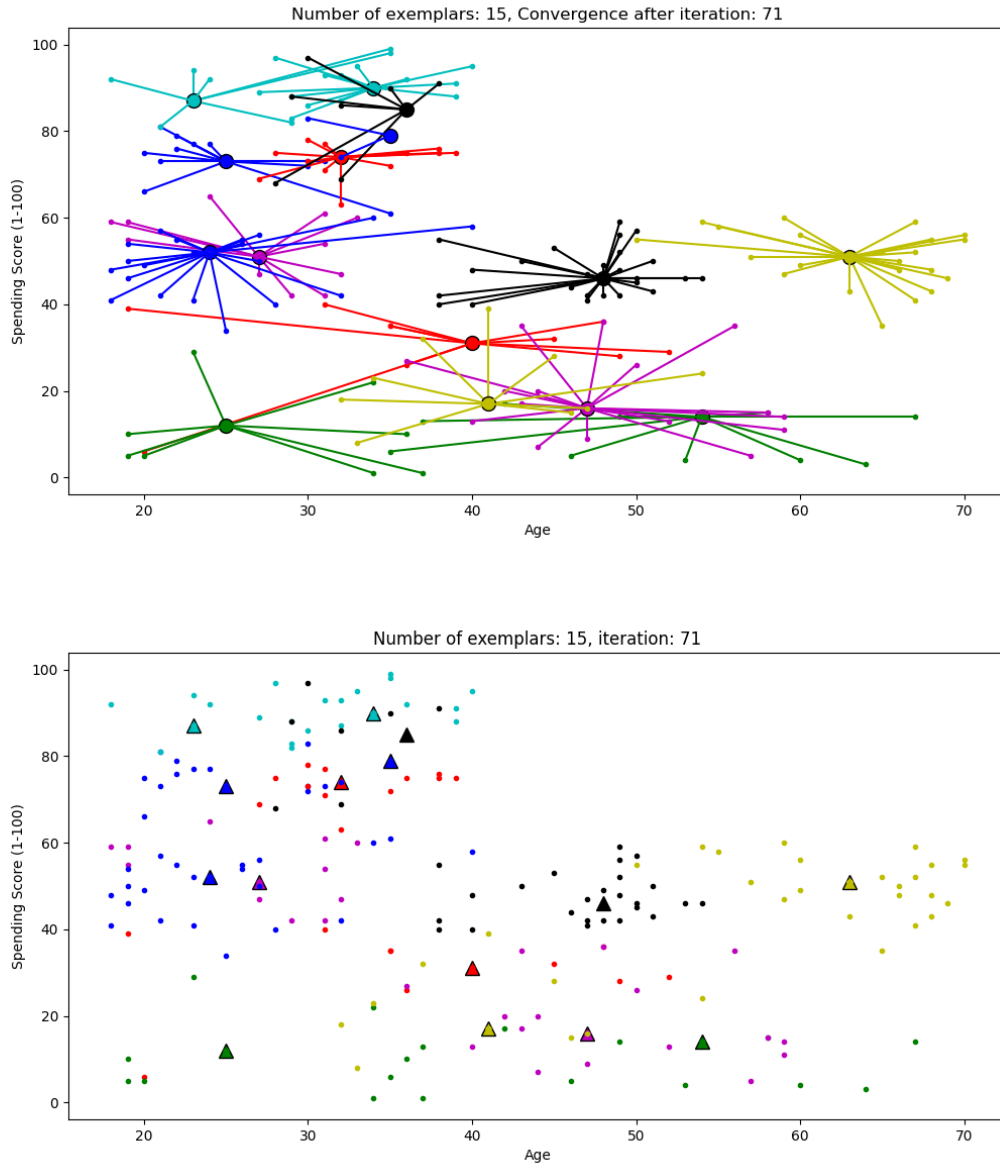 Number of exemplars: 15, Convergence after iteration: 71
100
80
60
40
20
0
Spending Score (1-100)
20 30 40 50 60 70
Age
Number of exemplars: 15, iteration: 71
100
80
60
40
20
0
Spending Score (1-100)
20 30 40 50 60 70
Age